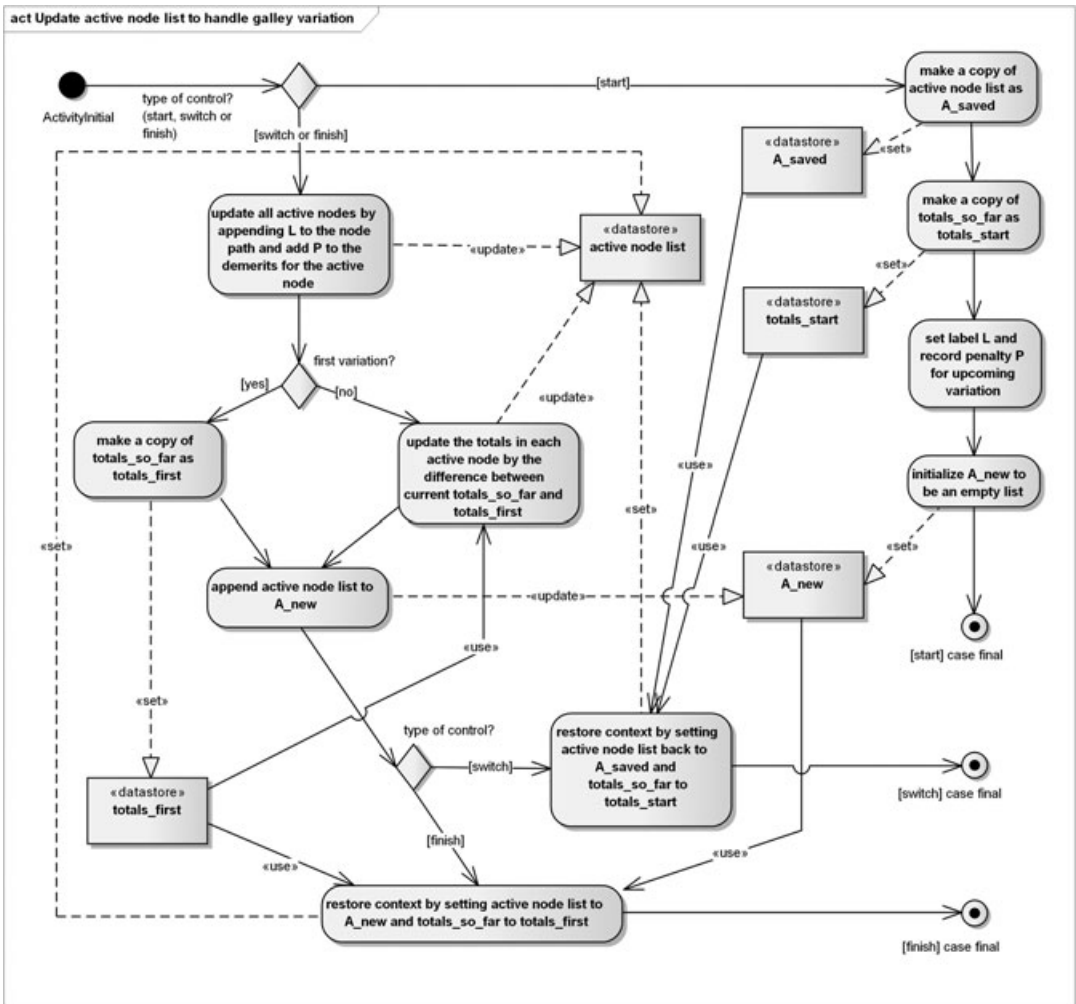 act Update active node list to handle galley variation
ActivityInitial
type of control?
(start, switch or
finish)
[start]
[switch or finish]
make a copy of
active node list as
A_saved
«datastore»
A_saved
«set»
update all active nodes by
appending L to the node
path and add P to the
demerits for the active
node
«update»
«datastore»
active node list
make a copy of
totals_so_far as
totals_start
«set»
«datastore»
totals_start
set label L and
record penalty P
for upcoming
variation
first variation?
[yes]
[no]
«update»
make a copy of
totals_so_far as
totals_first
update the totals in each
active node by the
difference between
current totals_so_far and
totals_first
«use»
initialize A_new to
be an empty list
«set»
«set»
«use»
«set»
«datastore»
A_new
append active node list to
A_new
«update»
[start] case final
«use»
«set»
type of control?
[switch]
restore context by setting
active node list back to
A_saved and
totals_so_far to
totals_start
[switch] case final
«datastore»
totals_first
[finish]
«use»
«use»
restore context by setting active node list to
A_new and totals_so_far to totals_first
[finish] case final